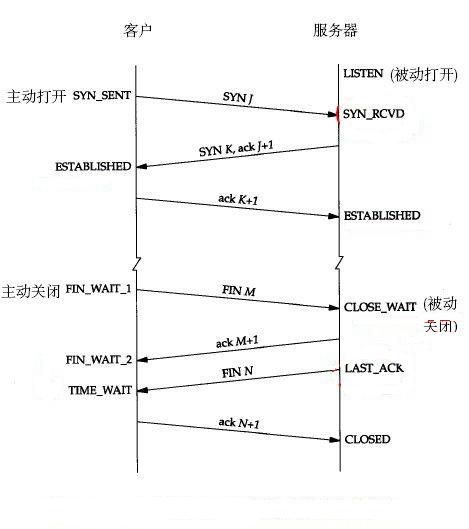 客户 服务器
LISTEN (被动打开)
主动打开 SYN_SENT
SYN J
SYN_RCVD
SYN K, ack J+1
ESTABLISHED
ack K+1
ESTABLISHED
主动关闭 FIN_WAIT_1
FIN M
CLOSE_WAIT (被动
关闭)
ack M+1
FIN_WAIT_2
FIN N
LAST_ACK
TIME_WAIT
ack N+1
CLOSED